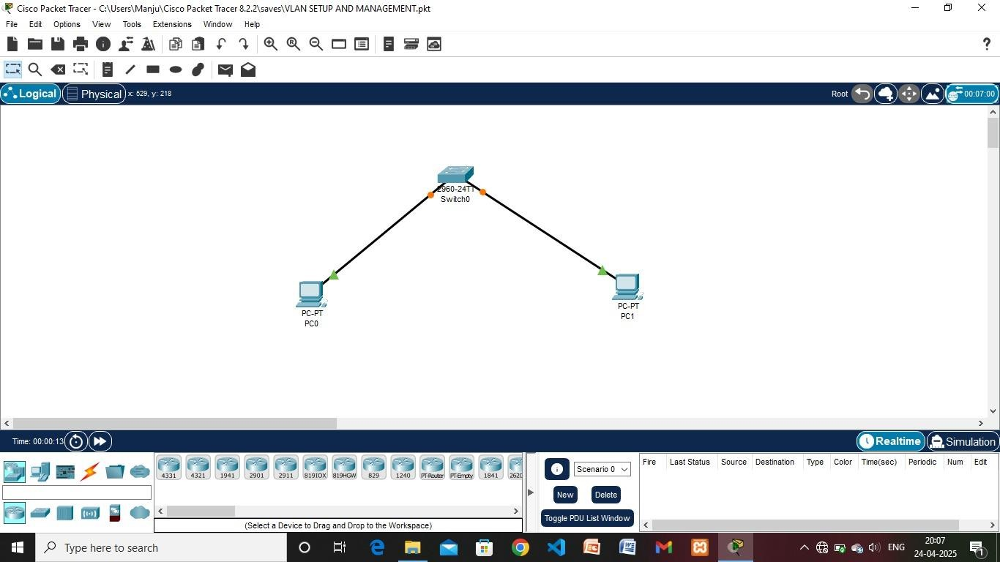 Cisco Packet Tracer - C:\Users\Manju\Cisco Packet Tracer 8.2.2\saves\VLAN SETUP AND MANAGEMENT.pkt
File Edit Options View Tools Extensions Window Help
Logical Physical x: 529, y: 218 Root 00:07:00
2960-24TT
Switch0
PC-PT
PC0
PC-PT
PC1
Time: 00:00:13 Realtime Simulation
4331 4321 1941 2901 2911 819IOX 819HGW 829 1240 PT-Router PT-Empty 1841 2620
(Select a Device to Drag and Drop to the Workspace)
Scenario 0
New Delete
Toggle PDU List Window
Fire Last Status Source Destination Type Color Time(sec) Periodic Num Edit
Type here to search
ENG
20:07
24-04-2025
1